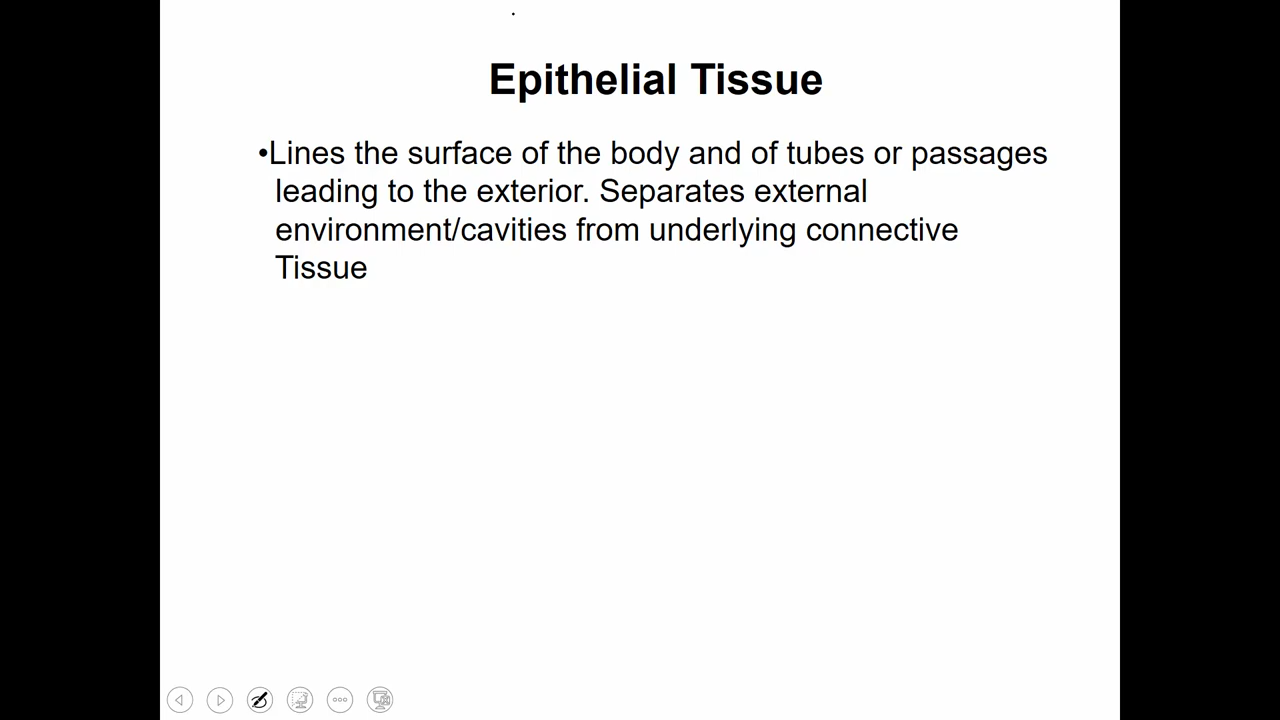 Epithelial Tissue
•Lines the surface of the body and of tubes or passages
leading to the exterior. Separates external
environment/cavities from underlying connective
Tissue